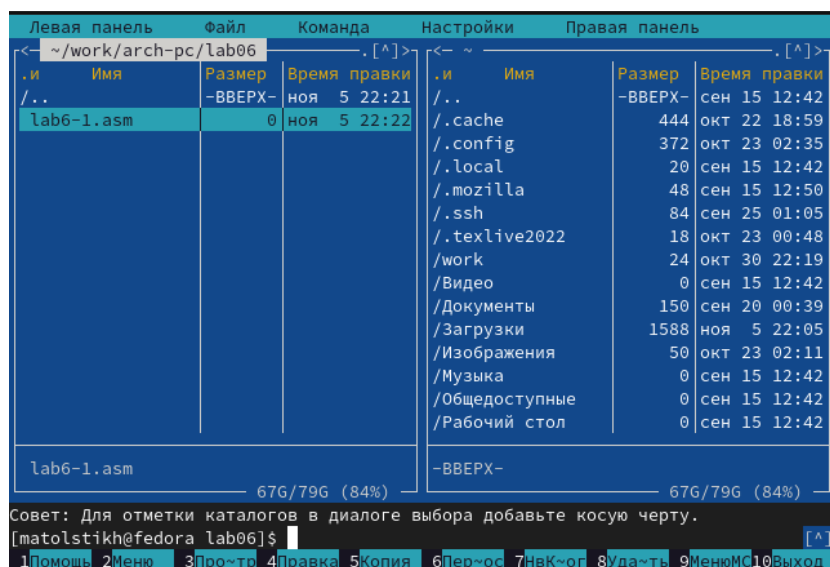 Левая панель Файл Команда Настройки Правая панель
<— ~/work/arch-pc/lab06 .[^]>
.и Имя Размер Время правки
/.. -ВВЕРХ- ноя 5 22:21
lab6-1.asm 0 ноя 5 22:22
lab6-1.asm
67G/79G (84%)
<— ~ .[^]>
.и Имя Размер Время правки
/.. -ВВЕРХ- сен 15 12:42
/.cache 444 окт 22 18:59
/.config 372 окт 23 02:35
/.local 20 сен 15 12:42
/.mozilla 48 сен 15 12:50
/.ssh 84 сен 25 01:05
/.texlive2022 18 окт 23 00:48
/work 24 окт 30 22:19
/Видео 0 сен 15 12:42
/Документы 150 сен 20 00:39
/Загрузки 1588 ноя 5 22:05
/Изображения 50 окт 23 02:11
/Музыка 0 сен 15 12:42
/Общедоступные 0 сен 15 12:42
/Рабочий стол 0 сен 15 12:42
-ВВЕРХ-
67G/79G (84%)
Совет: Для отметки каталогов в диалоге выбора добавьте косую черту.
[matolstikh@fedora lab06]$ [^]
1Помощь 2Меню 3Про~тр 4Правка 5Копия 6Пер~ос 7НвК~ог 8Уда~ть 9МенюMC 10Выход